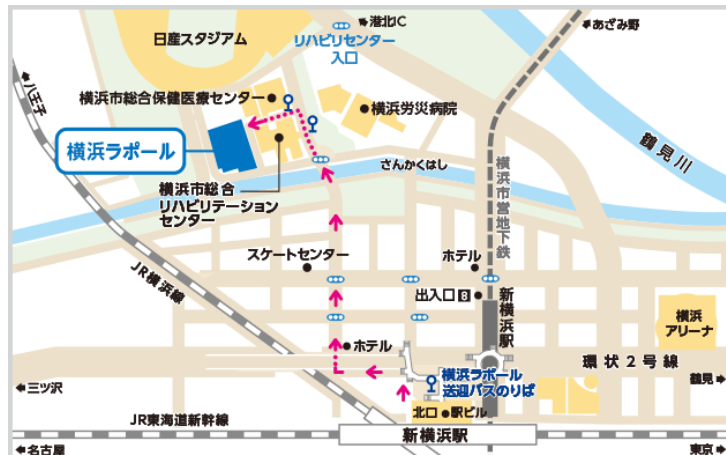 港北IC
あざみ野
日産スタジアム
リハビリセンター
入口
八王子
横浜市総合保健医療センター
横浜労災病院
鶴見川
横浜ラポール
さんかくはし
横浜市営地下鉄
横浜市総合
リハビリテーション
センター
スケートセンター
ホテル
JR横浜線
出入口8
新横浜駅
横浜
アリーナ
ホテル
環状2号線
横浜ラポール
送迎バスのりば
三ツ沢
鶴見
北口
駅ビル
JR東海道新幹線
新横浜駅
名古屋
東京